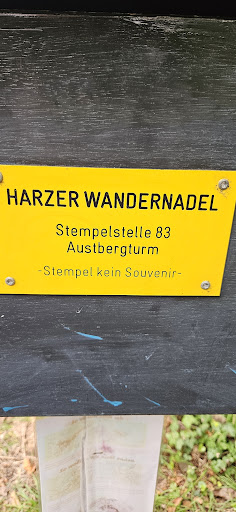 HARZER WANDERNADEL
Stempelstelle 83
Austbergturm
-Stempel kein Souvenir-